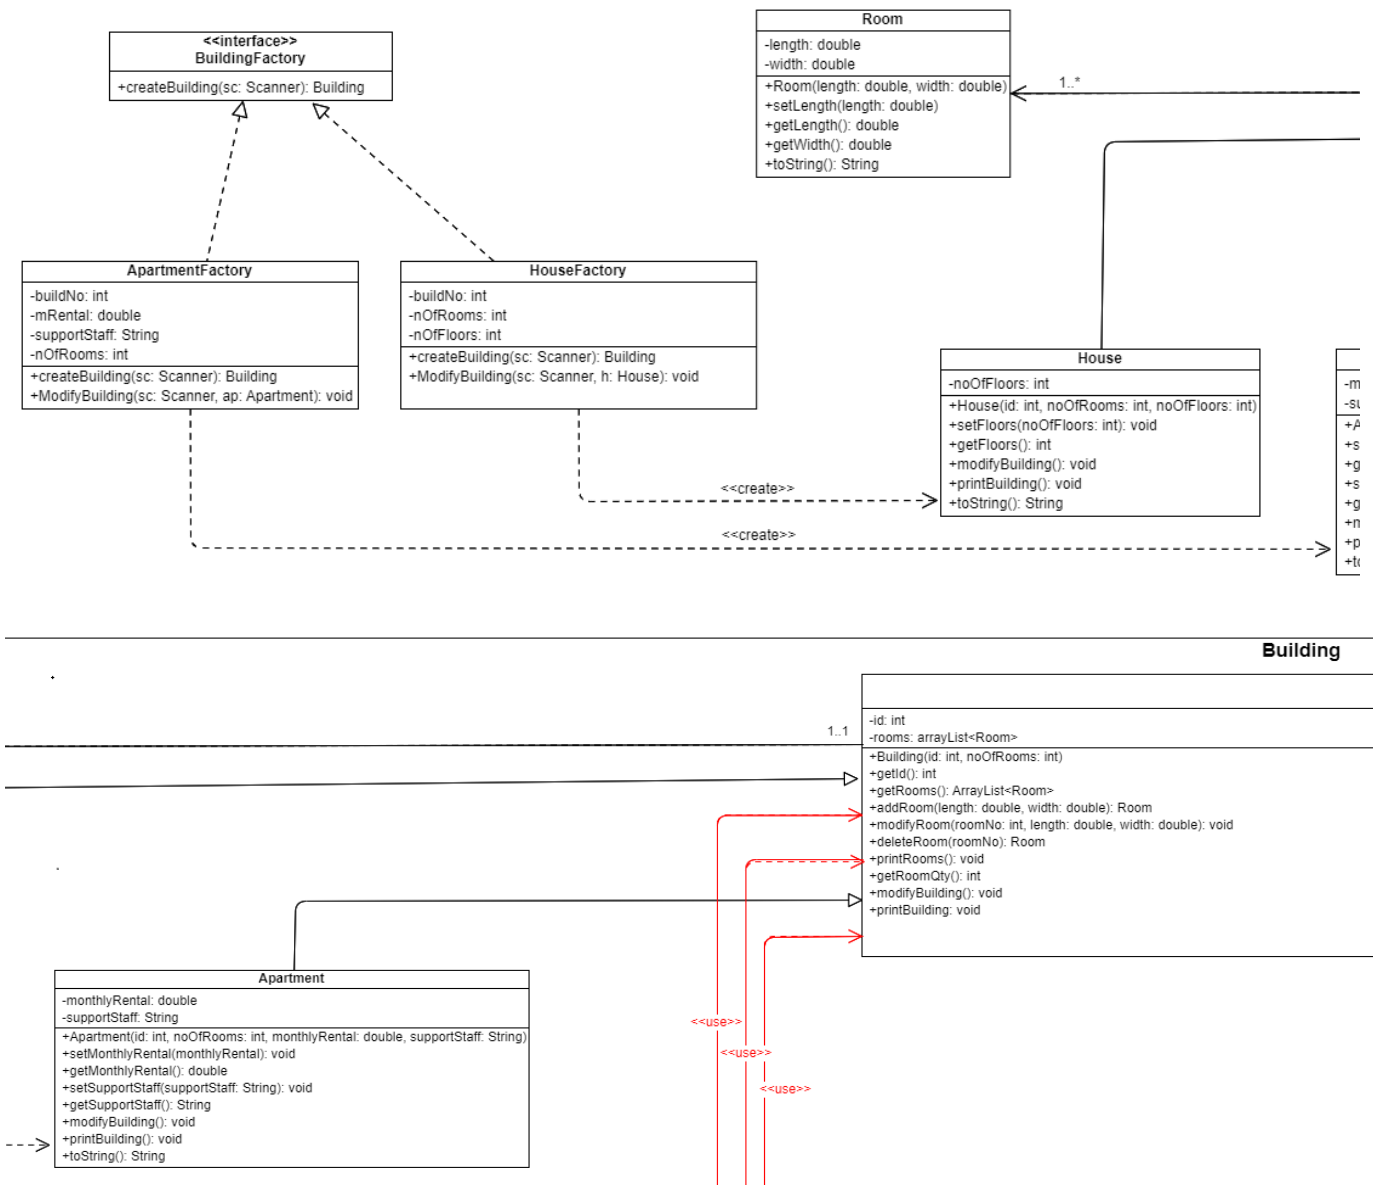 <<interface>>
BuildingFactory
+createBuilding(sc: Scanner): Building
Room
-length: double
-width: double
+Room(length: double, width: double)
+setLength(length: double)
+getLength(): double
+getWidth(): double
+toString(): String
1..*
ApartmentFactory
-buildNo: int
-mRental: double
-supportStaff: String
-nOfRooms: int
+createBuilding(sc: Scanner): Building
+ModifyBuilding(sc: Scanner, ap: Apartment): void
HouseFactory
-buildNo: int
-nOfRooms: int
-nOfFloors: int
+createBuilding(sc: Scanner): Building
+ModifyBuilding(sc: Scanner, h: House): void
House
-noOfFloors: int
+House(id: int, noOfRooms: int, noOfFloors: int)
+setFloors(noOfFloors: int): void
+getFloors(): int
+modifyBuilding(): void
+printBuilding(): void
+toString(): String
-m
-su
+A
+s
+g
+s
+g
+m
+p
+to
<<create>>
<<create>>
Building
1..1
-id: int
-rooms: arrayList<Room>
+Building(id: int, noOfRooms: int)
+getId(): int
+getRooms(): ArrayList<Room>
+addRoom(length: double, width: double): Room
+modifyRoom(roomNo: int, length: double, width: double): void
+deleteRoom(roomNo): Room
+printRooms(): void
+getRoomQty(): int
+modifyBuilding(): void
+printBuilding: void
Apartment
-monthlyRental: double
-supportStaff: String
+Apartment(id: int, noOfRooms: int, monthlyRental: double, supportStaff: String)
+setMonthlyRental(monthlyRental): void
+getMonthlyRental(): double
+setSupportStaff(supportStaff: String): void
+getSupportStaff(): String
+modifyBuilding(): void
+printBuilding(): void
+toString(): String
<<use>>
<<use>>
<<use>>